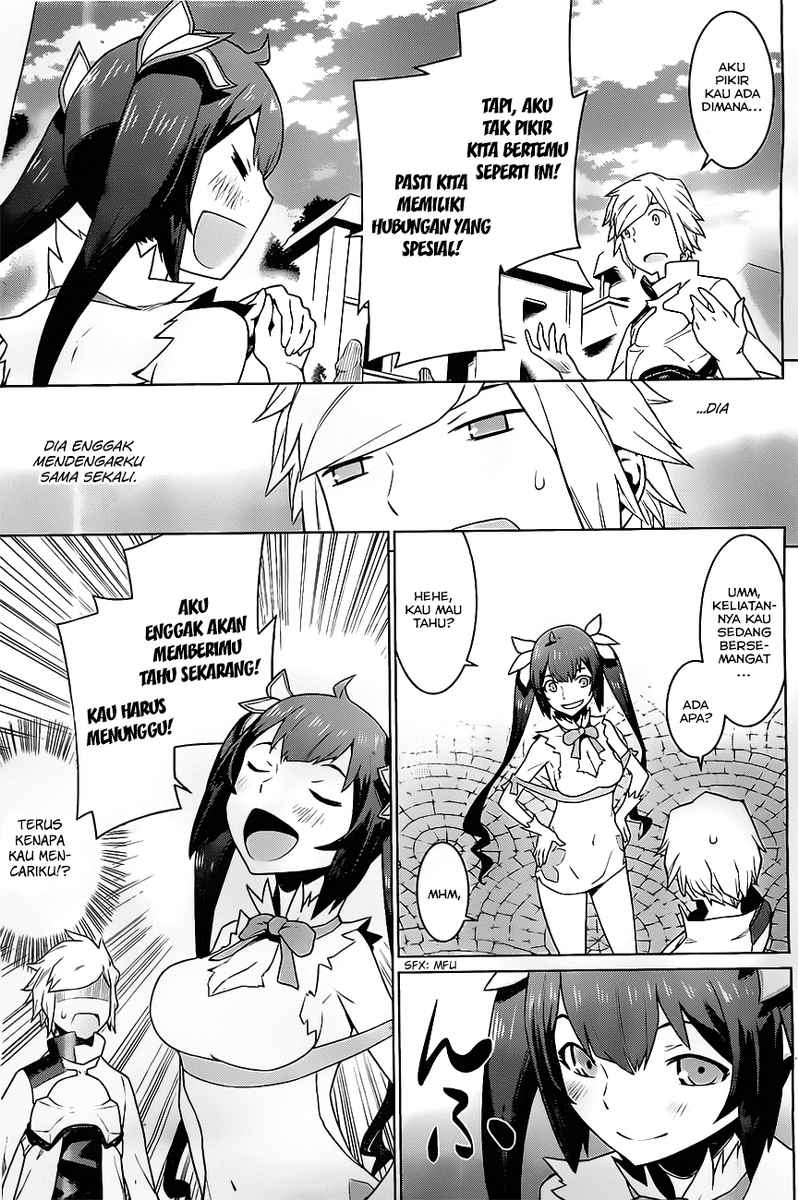 AKU
PIKIR
KAU ADA
DIMANA...
TAPI, AKU
TAK PIKIR
KITA BERTEMU
SEPERTI INI!
PASTI KITA
MEMILIKI
HUBUNGAN YANG
SPESIAL!
...DIA
DIA ENGGAK
MENDENGARKU
SAMA SEKALI.
UMM,
KELIATAN-
NYA KAU
SEDANG
BERSE-
MANGAT
...
ADA
APA?
HEHE,
KAU MAU
TAHU?
MHM,
SFX: MFU
んふ
AKU
ENGGAK AKAN
MEMBERIMU
TAHU SEKARANG!
KAU HARUS
MENUNGGU!
TERUS
KENAPA
KAU MEN-
CARIKU!?